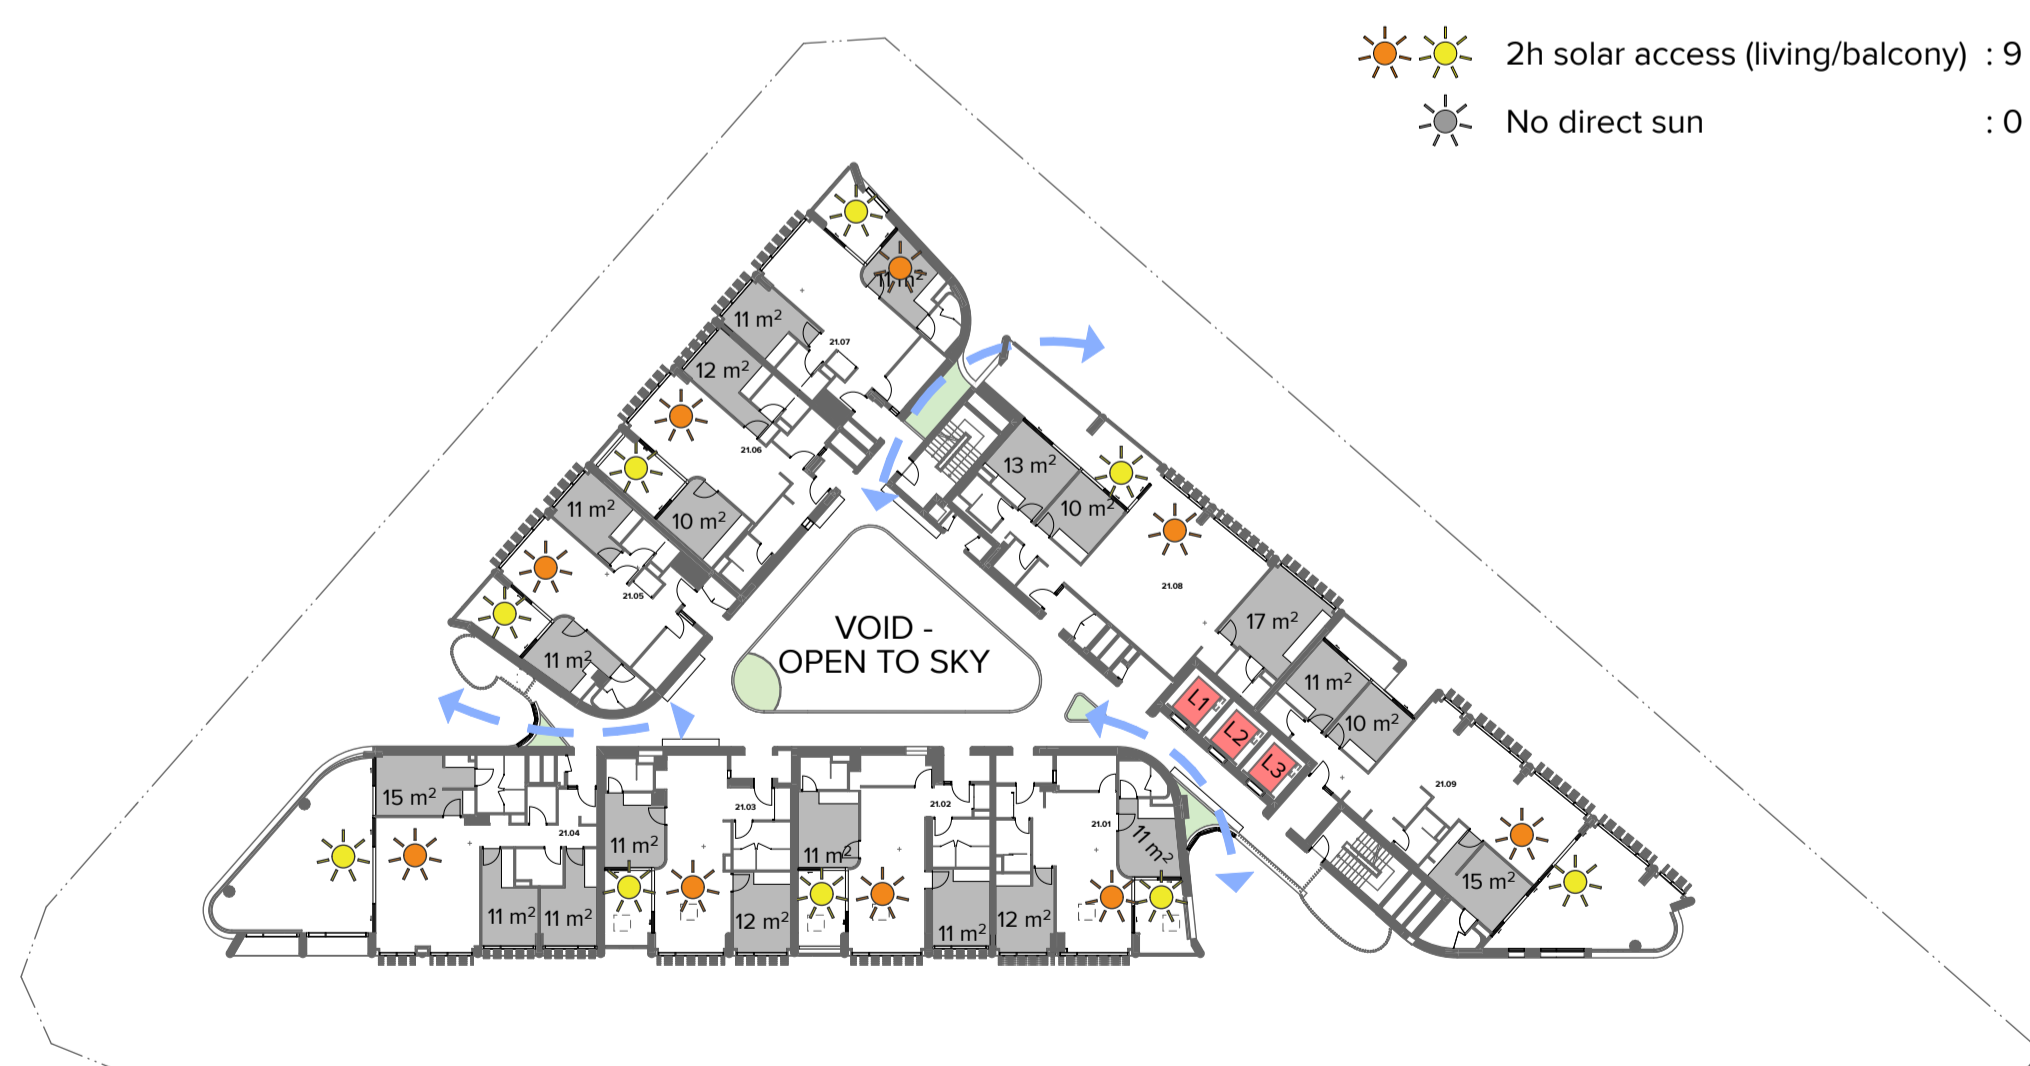 2h solar access (living/balcony) : 9
No direct sun : 0
11 m²
11 m²
21.07
12 m²
21.06
13 m²
10 m²
11 m²
10 m²
21.05
21.08
17 m²
VOID -
OPEN TO SKY
11 m²
11 m²
10 m²
L1
L2
L3
15 m²
21.04
21.03
21.02
21.01
21.09
11 m²
11 m²
11 m²
15 m²
11 m²
11 m²
12 m²
11 m²
12 m²